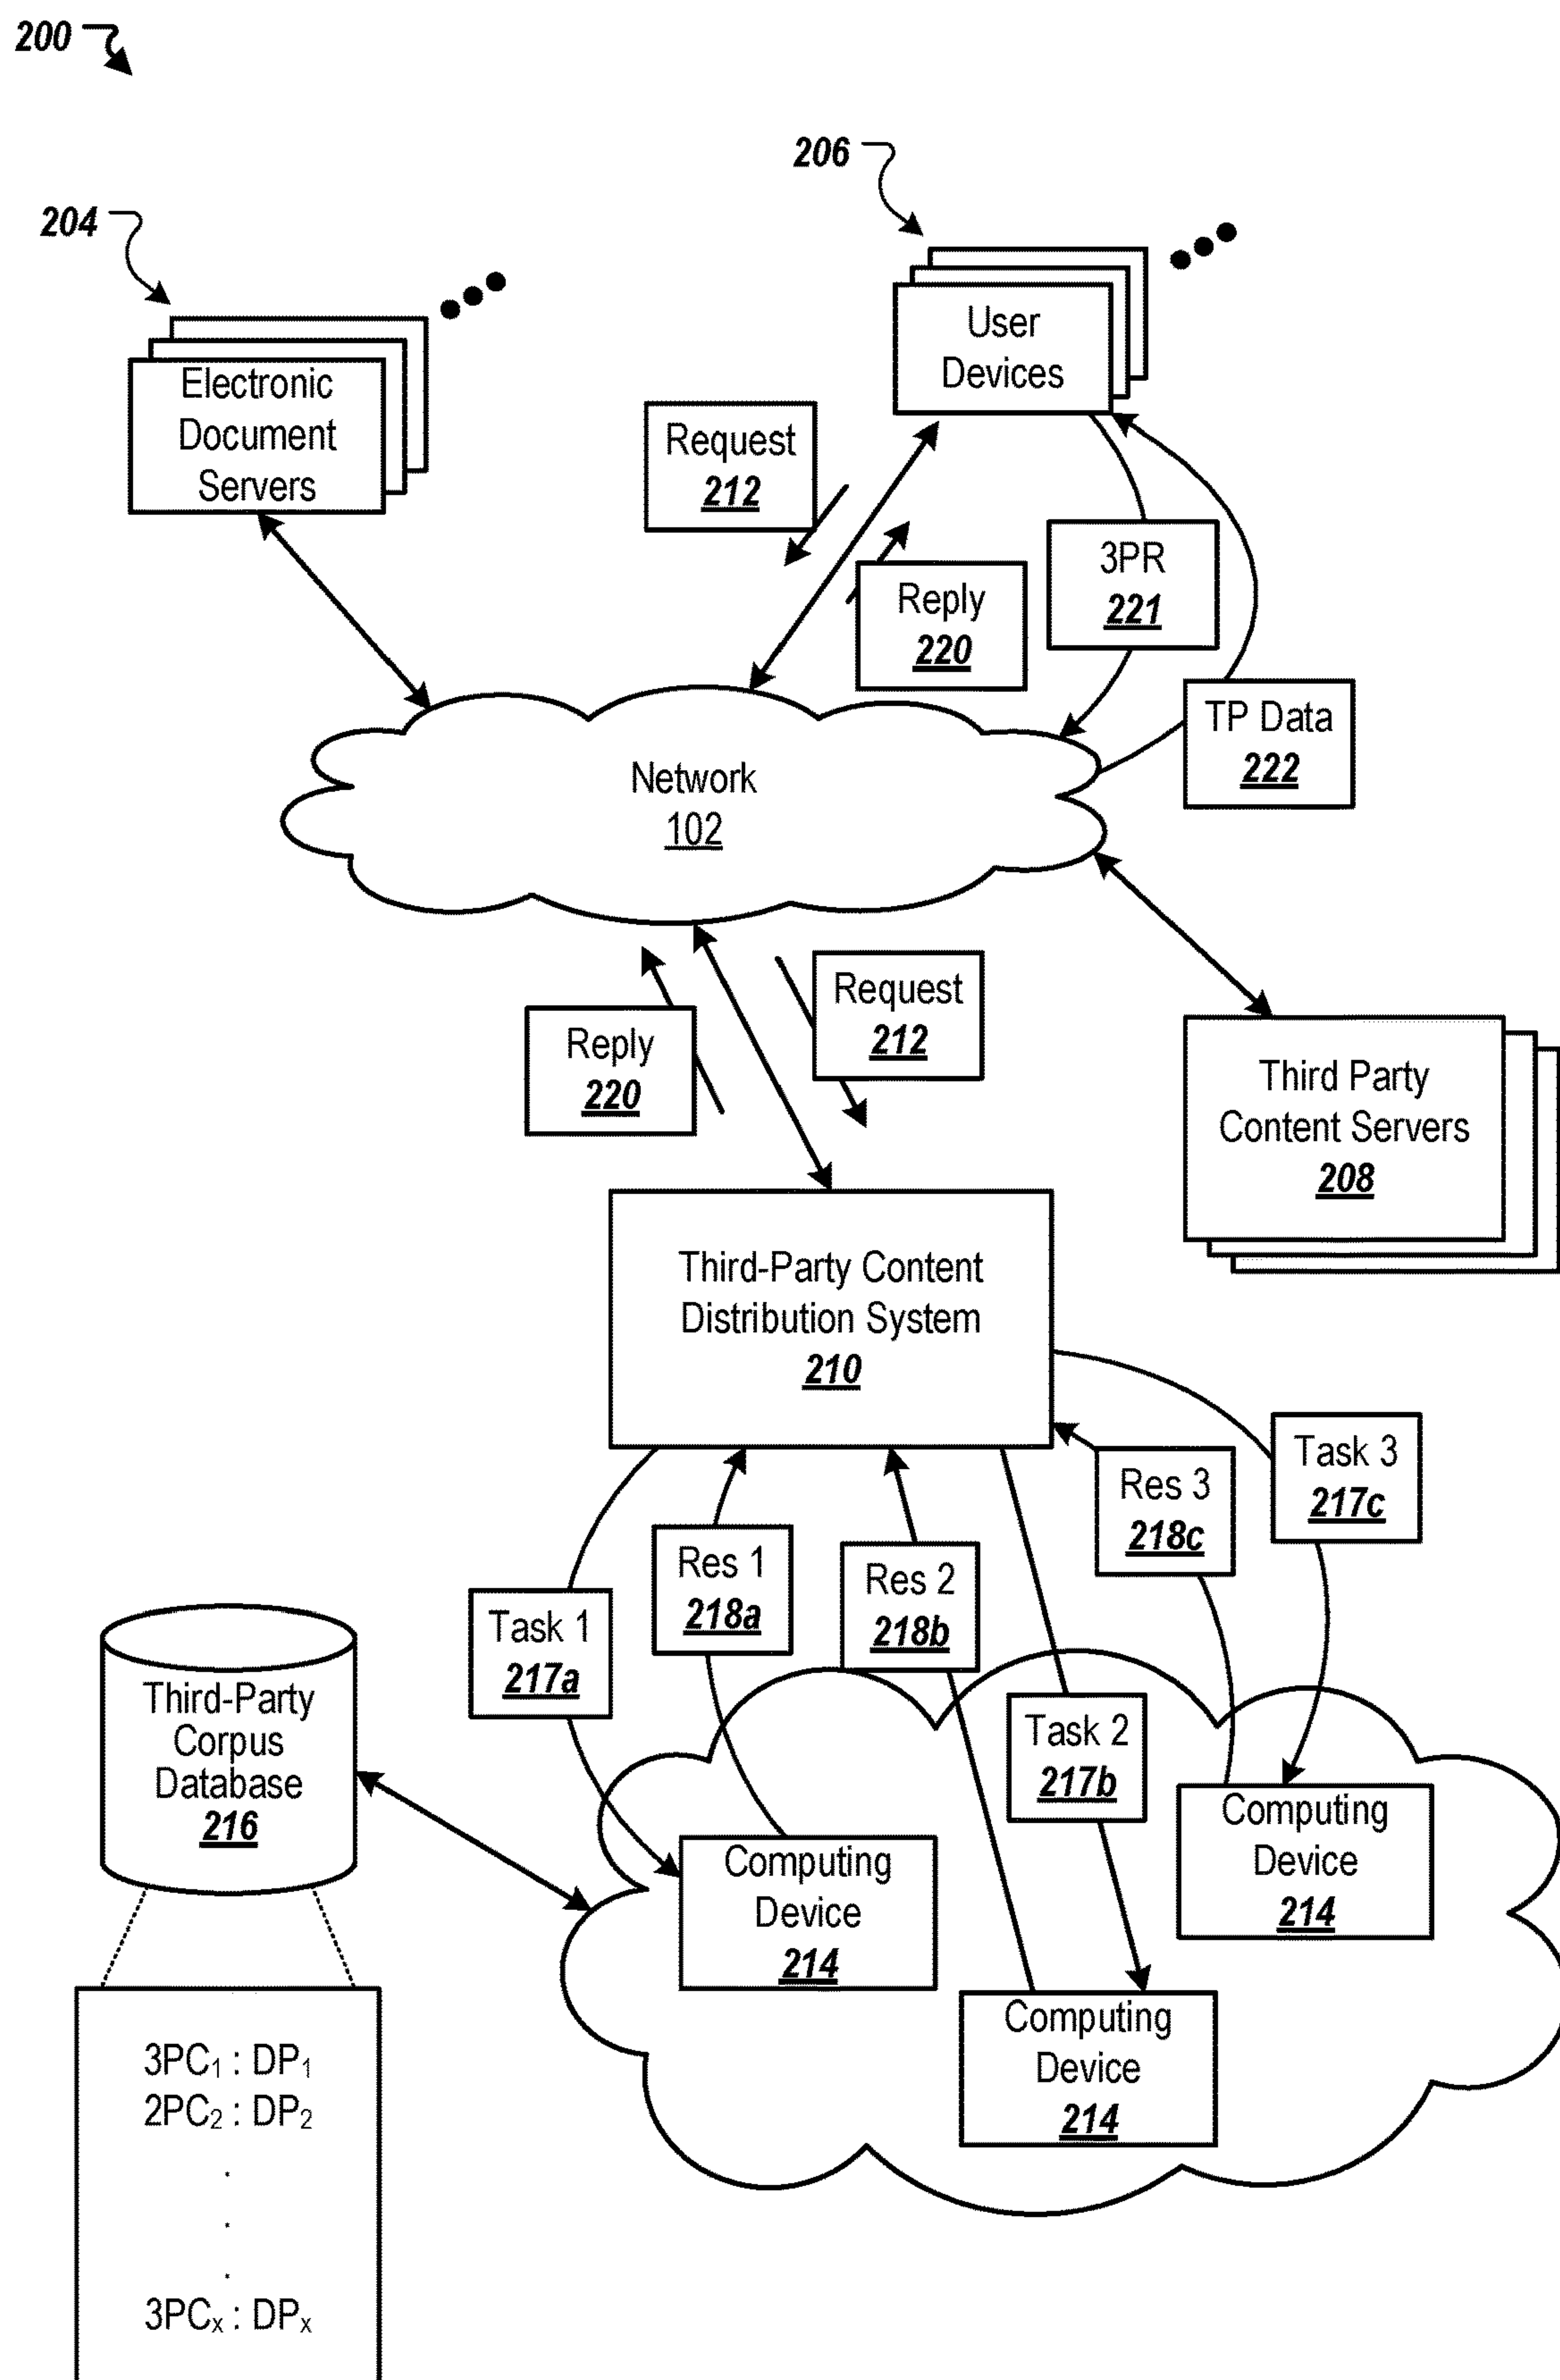 200
206
204
User
Devices
Electronic
Document
Servers
Request
212
3PR
221
Reply
220
TP Data
222
Network
102
Request
212
Reply
220
Third Party
Content Servers
208
Third-Party Content
Distribution System
210
Task 3
217c
Res 3
218c
Res 1
218a
Res 2
218b
Task 1
217a
Third-Party
Corpus
Database
216
Task 2
217b
Computing
Device
214
Computing
Device
214
Computing
Device
214
3PC₁ : DP₁
2PC₂ : DP₂
.
.
.
3PCₓ : DPₓ